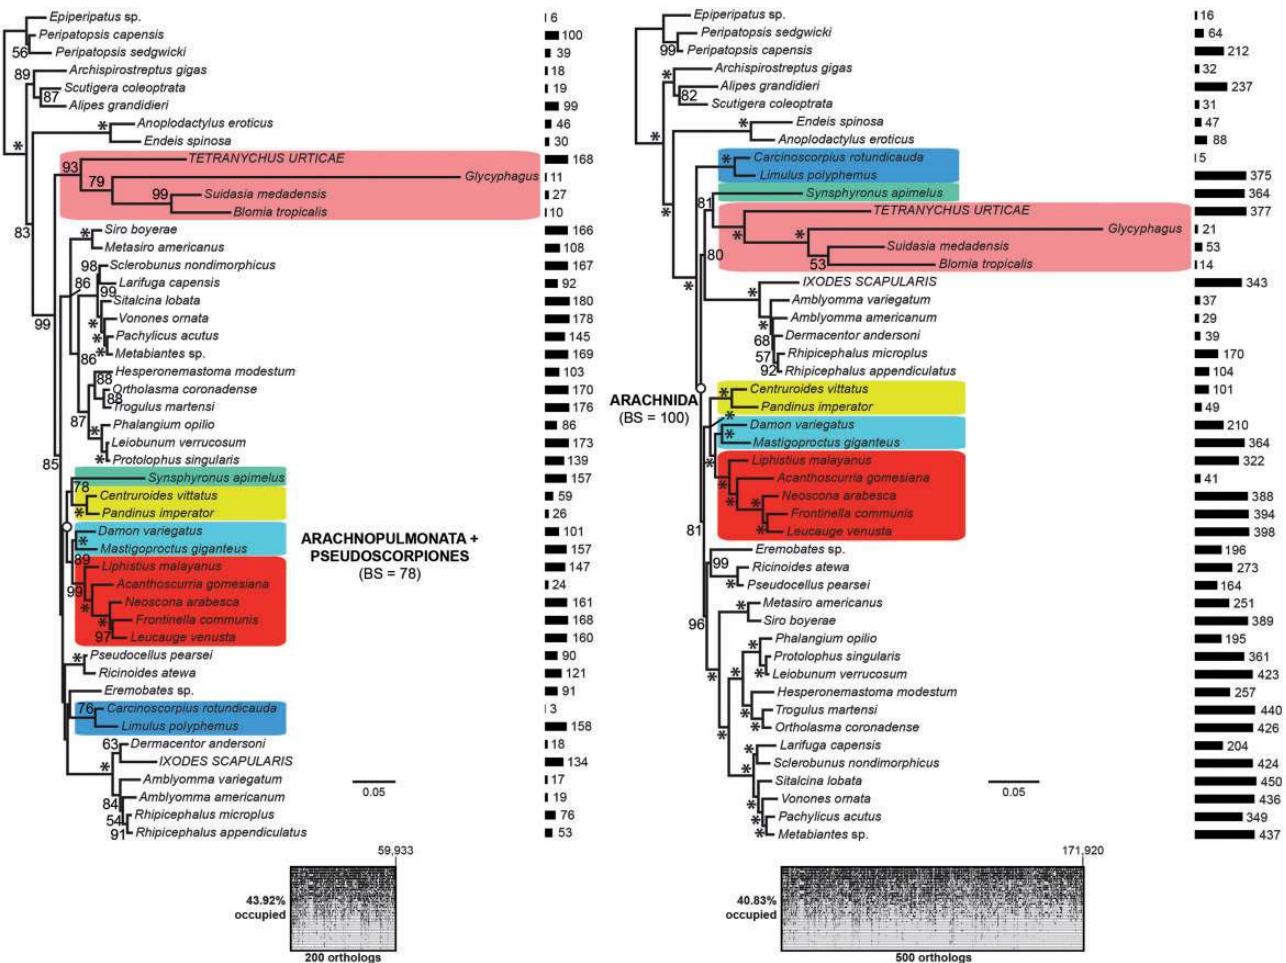 Epiperipatus sp. 6
Peripatopsis capensis 100
56 Peripatopsis sedgwicki 39
89 Archispirostreptus gigas 18
Scutigera coleoptrata 19
87 Alipes grandidieri 99
* Anoplodactylus eroticus 46
* Endeis spinosa 30
93 TETRANYCHUS URTICAE 168
79 Glycyphagus 11
99 Suidasia medadensis 27
Blomia tropicalis 10
83 * Siro boyerae 166
Metasiro americanus 108
98 Sclerobunus nondimorphicus 167
86 99 Larifuga capensis 92
Sitalcina lobata 180
99 * Vonones ornata 178
* Pachylicus acutus 145
86 * Metabiantes sp. 169
Hesperonemastoma modestum 103
88 Ortholasma coronadense 170
88 Trogulus martensi 176
87 * Phalangium opilio 86
Leiobunum verrucosum 173
* Protolophus singularis 139
85 Synsphyronus apimelus 157
78 Centruroides vittatus 59
* Pandinus imperator 26
Damon variegatus 101
* Mastigoproctus giganteus 157
89 Liphistius malayanus 147
99 Acanthoscurria gomesiana 24
* Neoscona arabesca 161
Frontinella communis 168
97 Leucauge venusta 160
* Pseudocellus pearsei 90
Ricinoides atewa 121
Eremobates sp. 91
76 Carcinoscorpius rotundicauda 3
Limulus polyphemus 158
63 Dermacentor andersoni 18
* IXODES SCAPULARIS 134
Amblyomma variegatum 17
84 Amblyomma americanum 19
54 Rhipicephalus microplus 76
91 Rhipicephalus appendiculatus 53
ARACHNOPULMONATA +
PSEUDOSCORPIONES
(BS = 78)
0.05
59,933
43.92%
occupied
200 orthologs
Epiperipatus sp. 16
Peripatopsis sedgwicki 64
99 Peripatopsis capensis 212
* Archispirostreptus gigas 32
* Alipes grandidieri 237
82 Scutigera coleoptrata 31
* Endeis spinosa 47
* Anoplodactylus eroticus 88
* Carcinoscorpius rotundicauda 5
Limulus polyphemus 375
81 Synsphyronus apimelus 364
* TETRANYCHUS URTICAE 377
* * Glycyphagus 21
80 Suidasia medadensis 53
53 Blomia tropicalis 14
* * IXODES SCAPULARIS 343
Amblyomma variegatum 37
* Amblyomma americanum 29
68 Dermacentor andersoni 39
57 Rhipicephalus microplus 170
92 Rhipicephalus appendiculatus 104
* Centruroides vittatus 101
* Pandinus imperator 49
Damon variegatus 210
* Mastigoproctus giganteus 364
* Liphistius malayanus 322
* * Acanthoscurria gomesiana 41
* Neoscona arabesca 388
Frontinella communis 394
* Leucauge venusta 398
81 Eremobates sp. 196
99 Ricinoides atewa 273
* Pseudocellus pearsei 164
* Metasiro americanus 251
96 Siro boyerae 389
* Phalangium opilio 195
Protolophus singularis 361
* * Leiobunum verrucosum 423
Hesperonemastoma modestum 257
* Trogulus martensi 440
* * Ortholasma coronadense 426
* Larifuga capensis 204
* Sclerobunus nondimorphicus 424
Sitalcina lobata 450
* Vonones ornata 436
* Pachylicus acutus 349
* Metabiantes sp. 437
ARACHNIDA
(BS = 100)
0.05
171,920
40.83%
occupied
500 orthologs